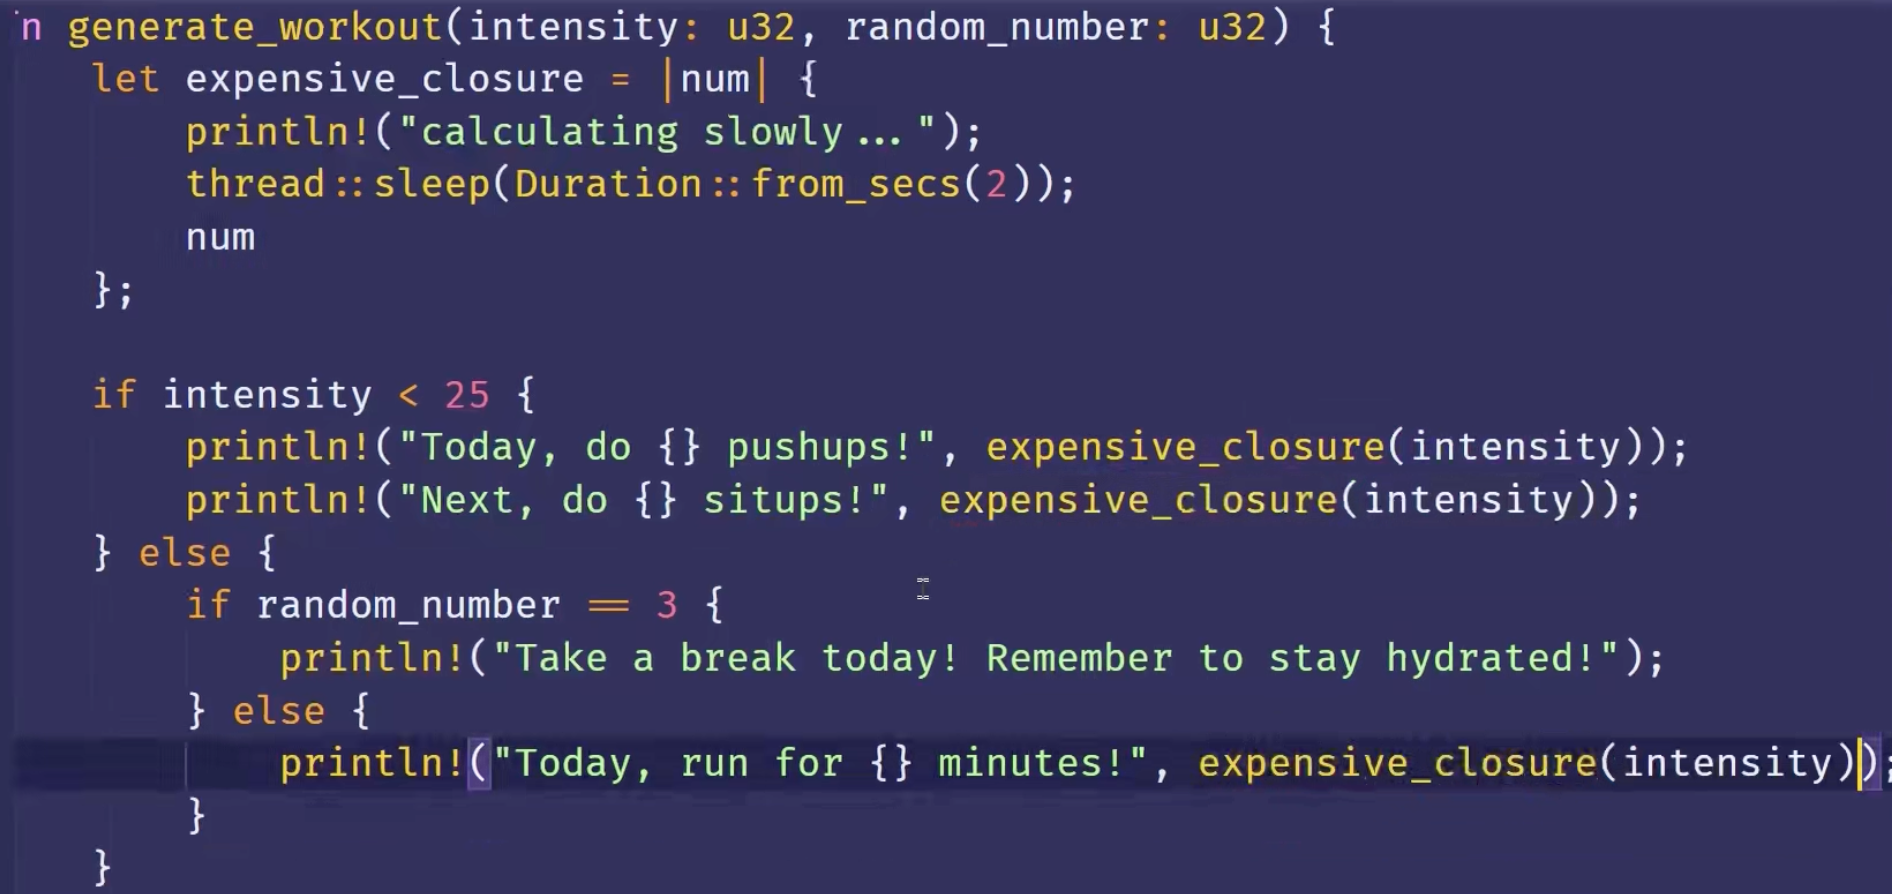 n generate_workout(intensity: u32, random_number: u32) {
    let expensive_closure = |num| {
        println!("calculating slowly...");
        thread::sleep(Duration::from_secs(2));
        num
    };

    if intensity < 25 {
        println!("Today, do {} pushups!", expensive_closure(intensity));
        println!("Next, do {} situps!", expensive_closure(intensity));
    } else {
        if random_number == 3 {
            println!("Take a break today! Remember to stay hydrated!");
        } else {
            println!("Today, run for {} minutes!", expensive_closure(intensity));
        }
    }